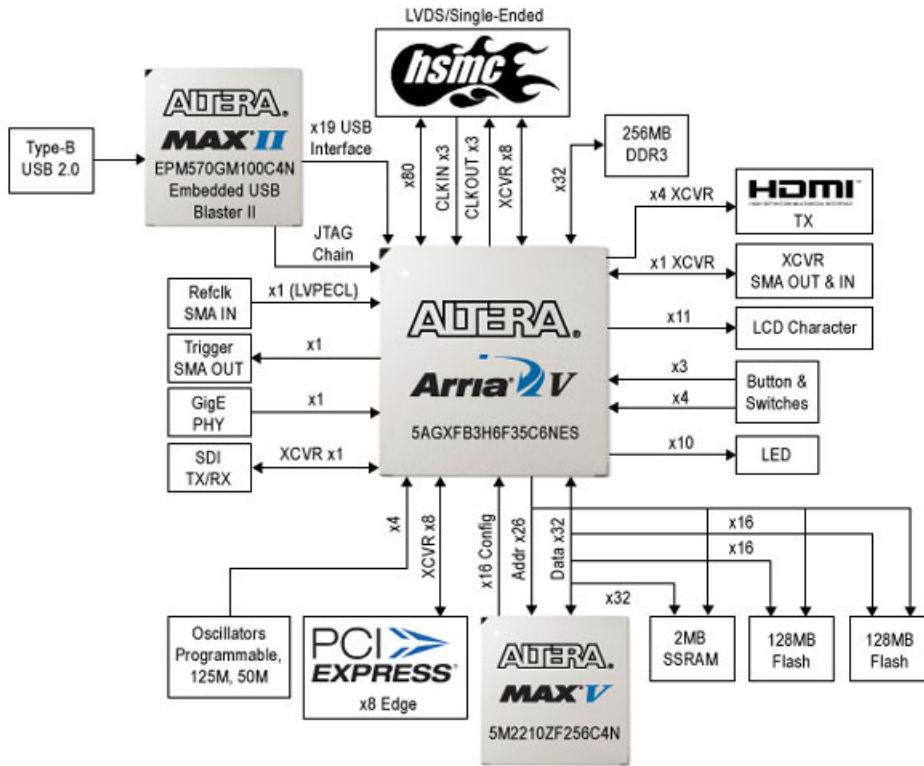 LVDS/Single-Ended
hsmc
ALTERA®
MAX II
EPM570GM100C4N
Embedded USB
Blaster II
Type-B
USB 2.0
x19 USB
Interface
JTAG
Chain
x80
CLKIN x3
CLKOUT x3
XCVR x8
x32
256MB
DDR3
x4 XCVR
HDMI
HIGH-DEFINITION MULTIMEDIA INTERFACE
TX
x1 XCVR
XCVR
SMA OUT & IN
x11
LCD Character
x3
x4
Button &
Switches
x10
LED
Refclk
SMA IN
x1 (LVPECL)
Trigger
SMA OUT
x1
GigE
PHY
x1
SDI
TX/RX
XCVR x1
ALTERA®
Arria® V
5AGXFB3H6F35C6NES
x4
XCVR x8
x16 Config
Addr x26
Data x32
x16
x16
x32
Oscillators
Programmable,
125M, 50M
PCI
EXPRESS®
x8 Edge
ALTERA®
MAX V
5M2210ZF256C4N
2MB
SSRAM
128MB
Flash
128MB
Flash